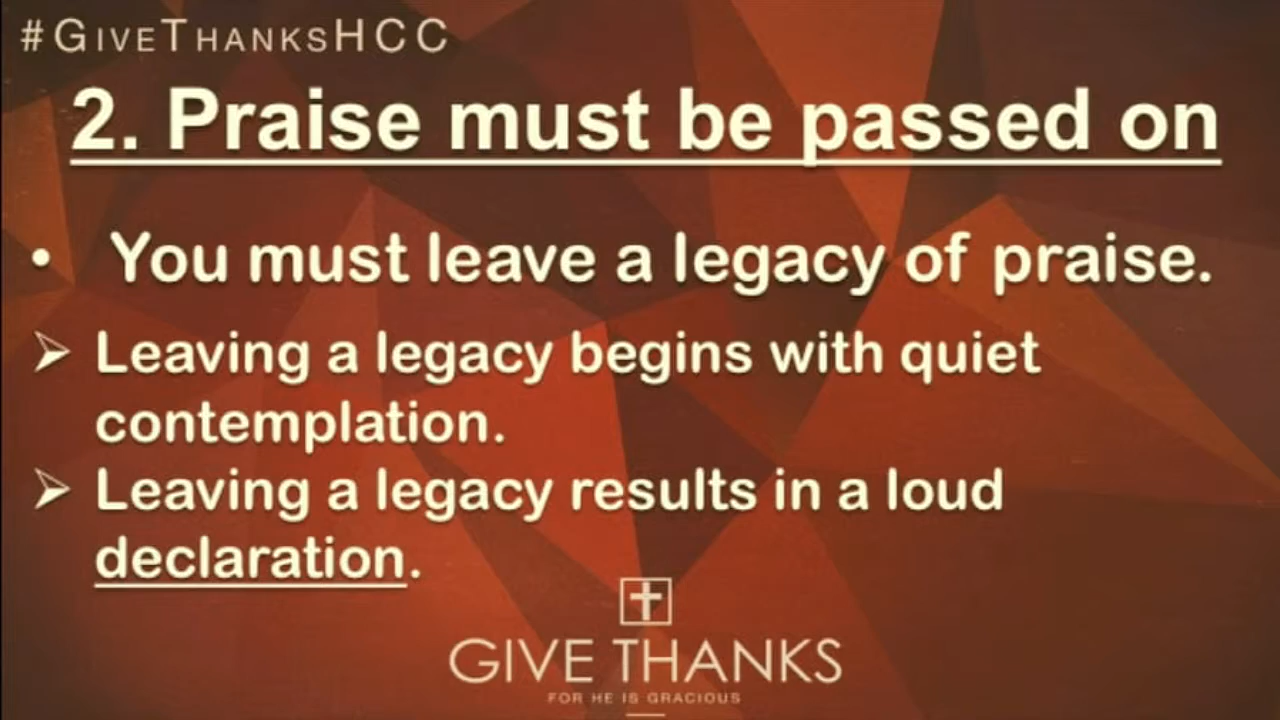 #GIVETHANKSHCC
2. Praise must be passed on
• You must leave a legacy of praise.
➢ Leaving a legacy begins with quiet
contemplation.
➢ Leaving a legacy results in a loud
declaration.
GIVE THANKS
FOR HE IS GRACIOUS